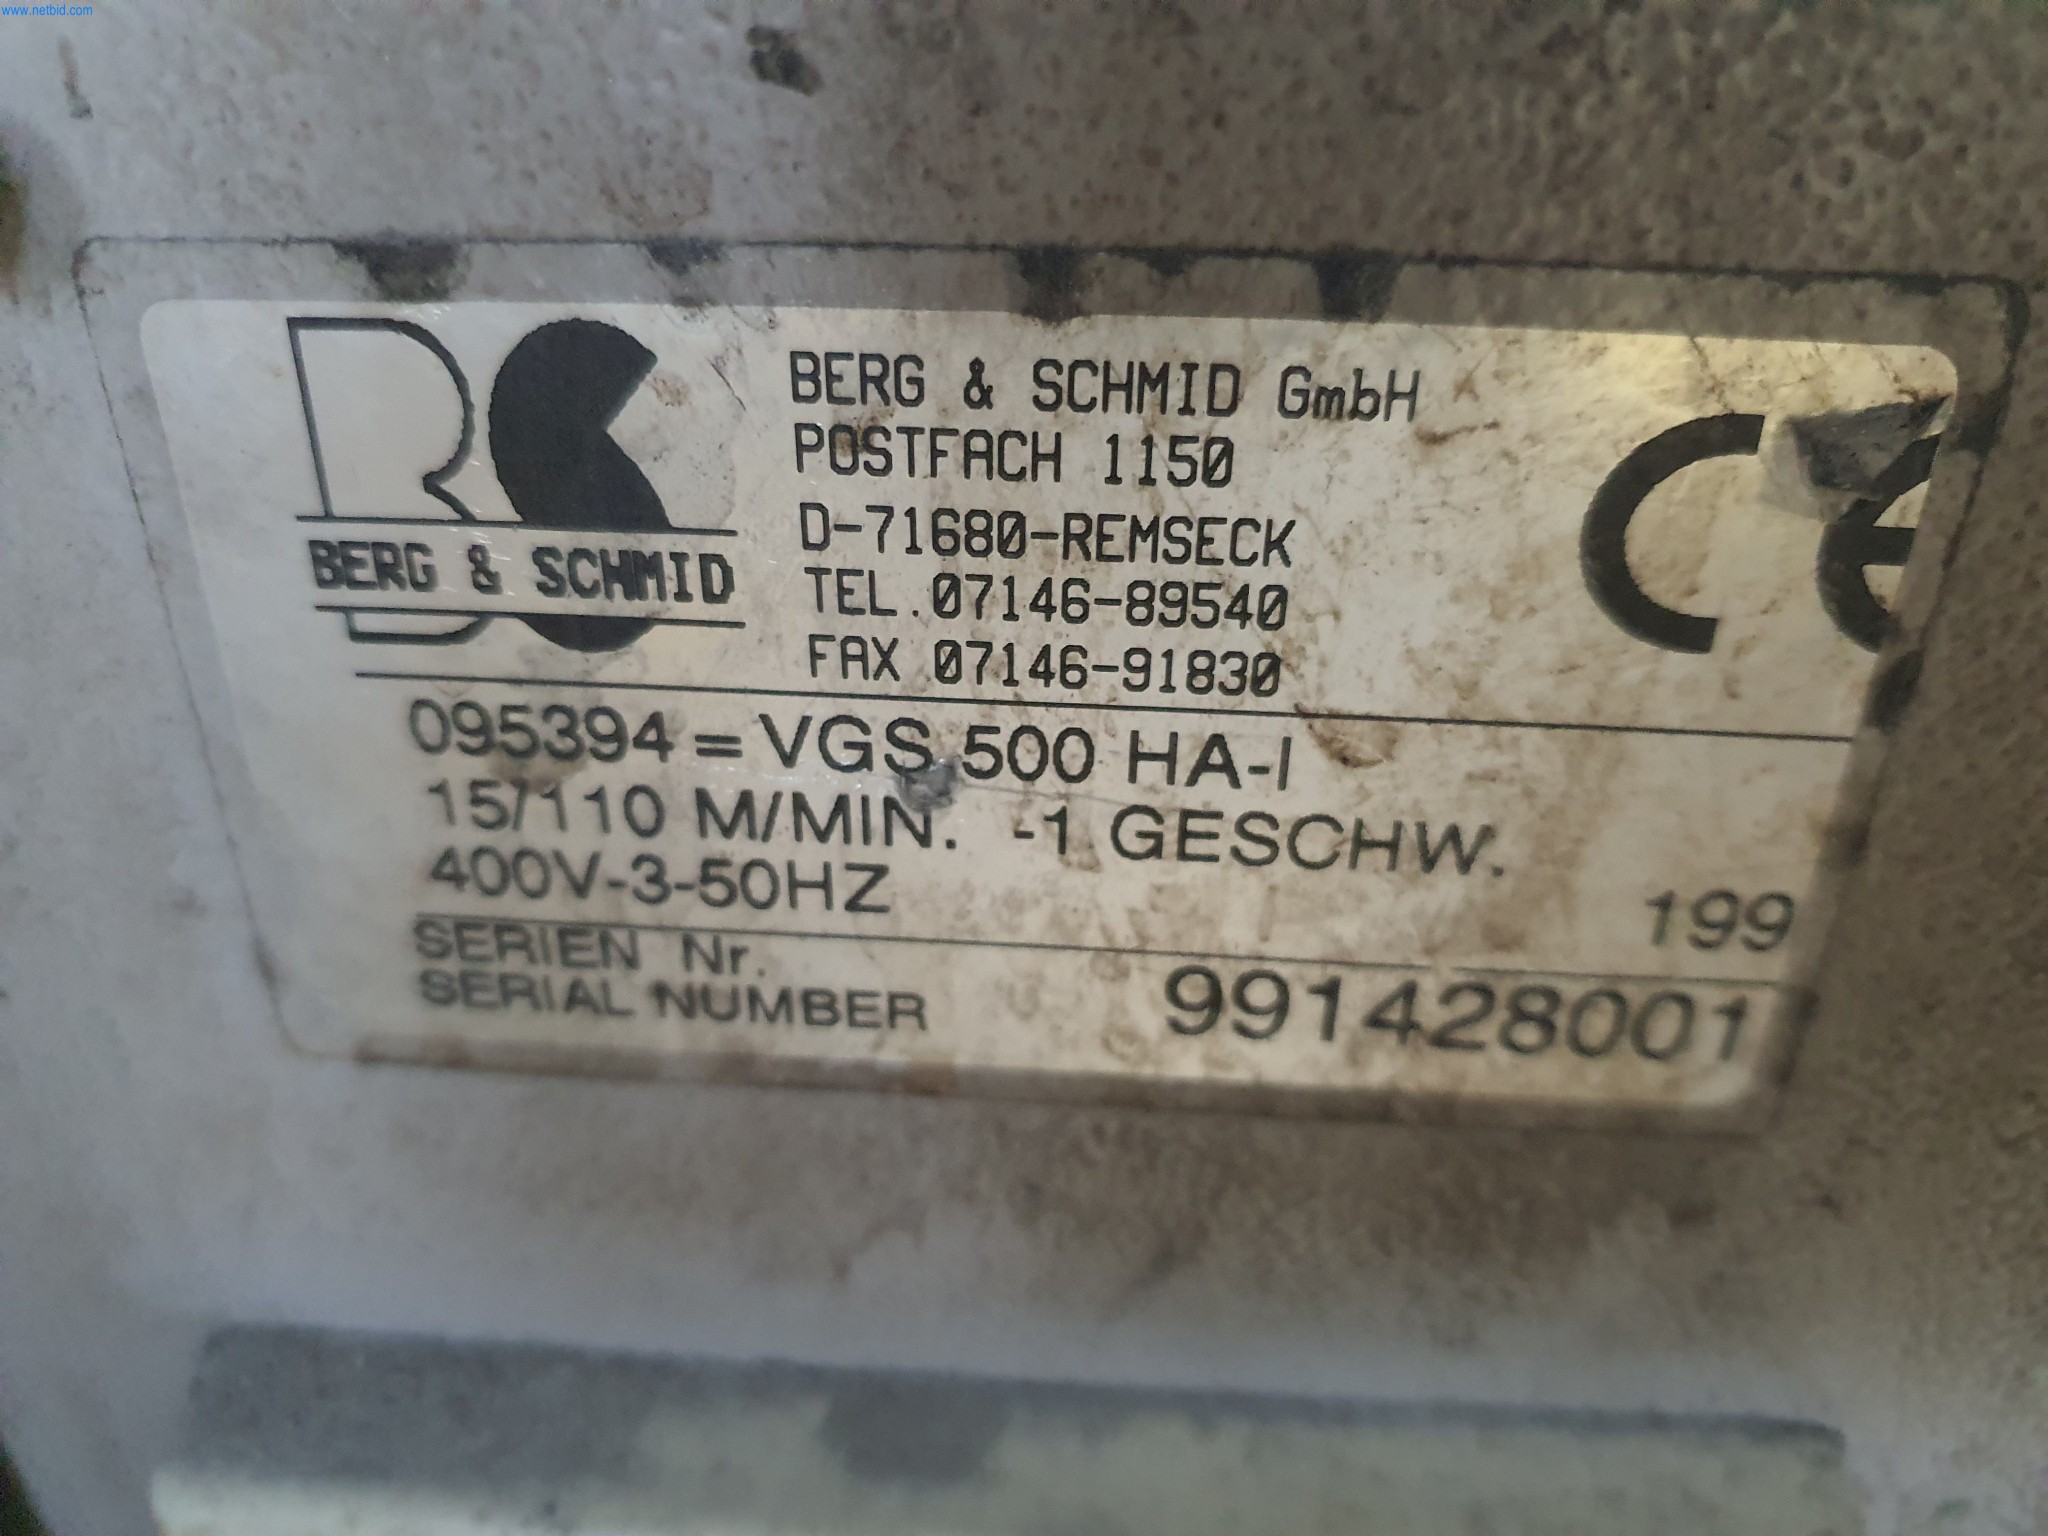 www.netbid.com
BERG & SCHMID
BERG & SCHMID GmbH
POSTFACH 1150
D-71680-REMSECK
TEL.07146-89540
FAX 07146-91830
CE
095394 = VGS 500 HA-I
15/110 M/MIN. -1 GESCHW.
400V-3-50HZ
199
SERIEN Nr.
SERIAL NUMBER
991428001